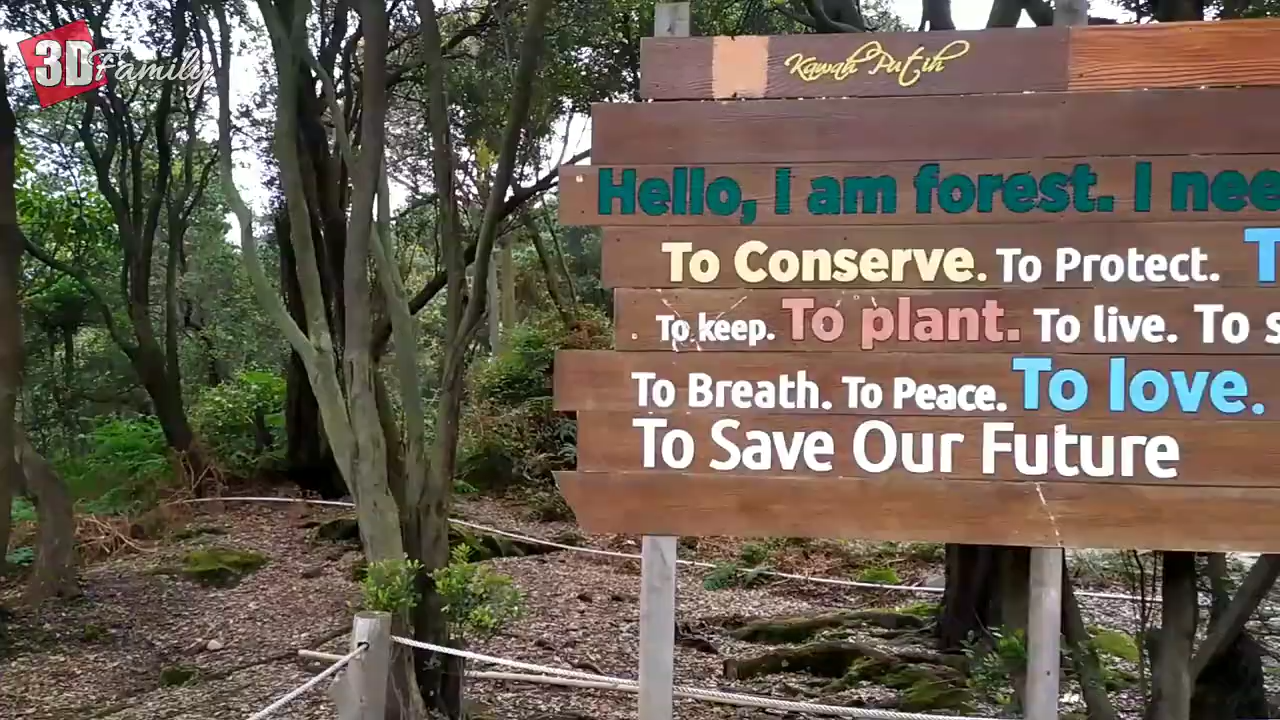 3D Family
Kawah Putih
Hello, I am forest. I nee
To Conserve. To Protect. T
To keep. To plant. To live. To s
To Breath. To Peace. To love.
To Save Our Future